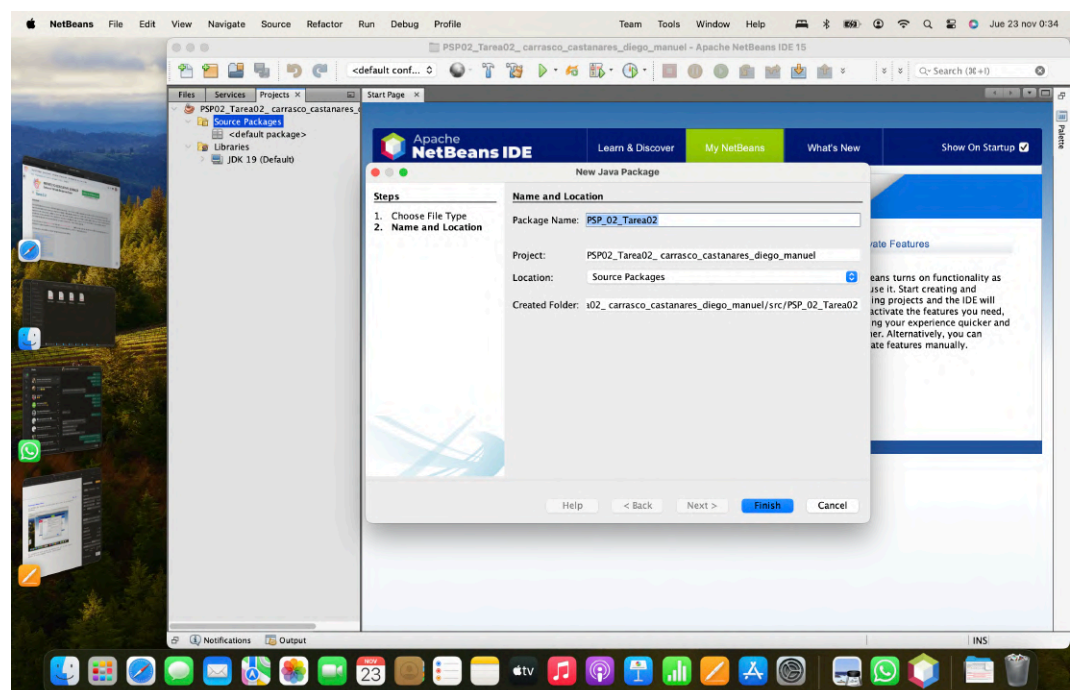 NetBeans File Edit View Navigate Source Refactor Run Debug Profile Team Tools Window Help Jue 23 nov 0:34
PSP02_Tarea02_ carrasco_castanares_diego_manuel - Apache NetBeans IDE 15
<default conf... Search (⌘+I)
Files Services Projects Start Page
PSP02_Tarea02_ carrasco_castanares_d
Source Packages
<default package>
Libraries
JDK 19 (Default)
Palette
Apache
NetBeans IDE
Learn & Discover My NetBeans What's New Show On Startup
New Java Package
Steps
1. Choose File Type
2. Name and Location
Name and Location
Package Name: PSP_02_Tarea02
Project: PSP02_Tarea02_ carrasco_castanares_diego_manuel
Location: Source Packages
Created Folder: a02_ carrasco_castanares_diego_manuel/src/PSP_02_Tarea02
Help < Back Next > Finish Cancel
vate Features
eans turns on functionality as
use it. Start creating and
ing projects and the IDE will
activate the features you need,
ng your experience quicker and
ner. Alternatively, you can
ate features manually.
Notifications Output INS
NOV
23
tv